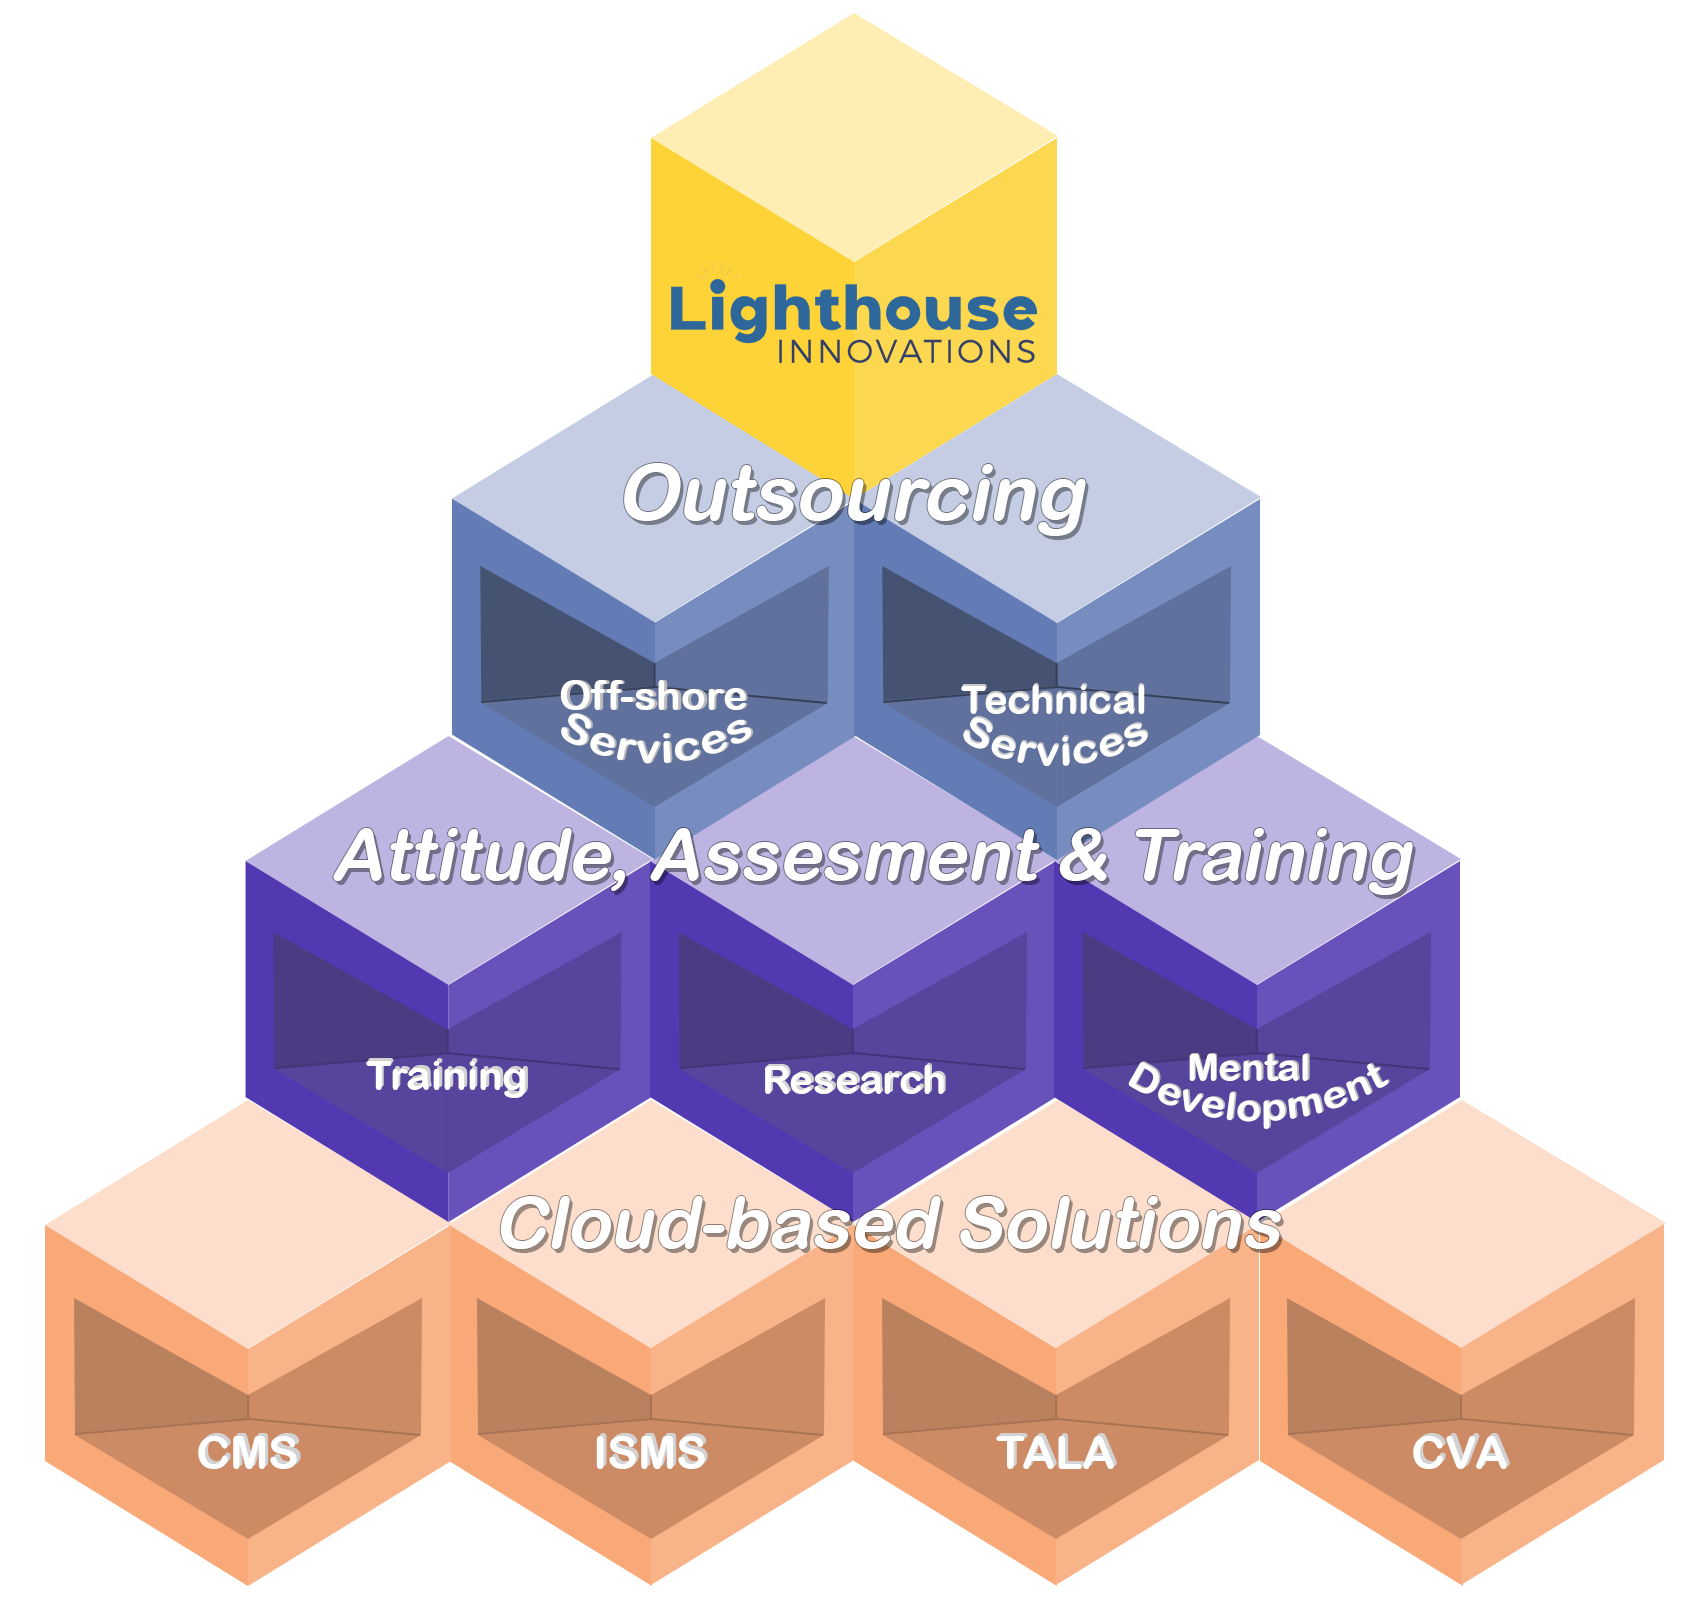 Lighthouse
INNOVATIONS
Outsourcing
Off-shore
Services
Technical
Services
Attitude, Assesment & Training
Training
Research
Mental
Development
Cloud-based Solutions
CMS
ISMS
TALA
CVA